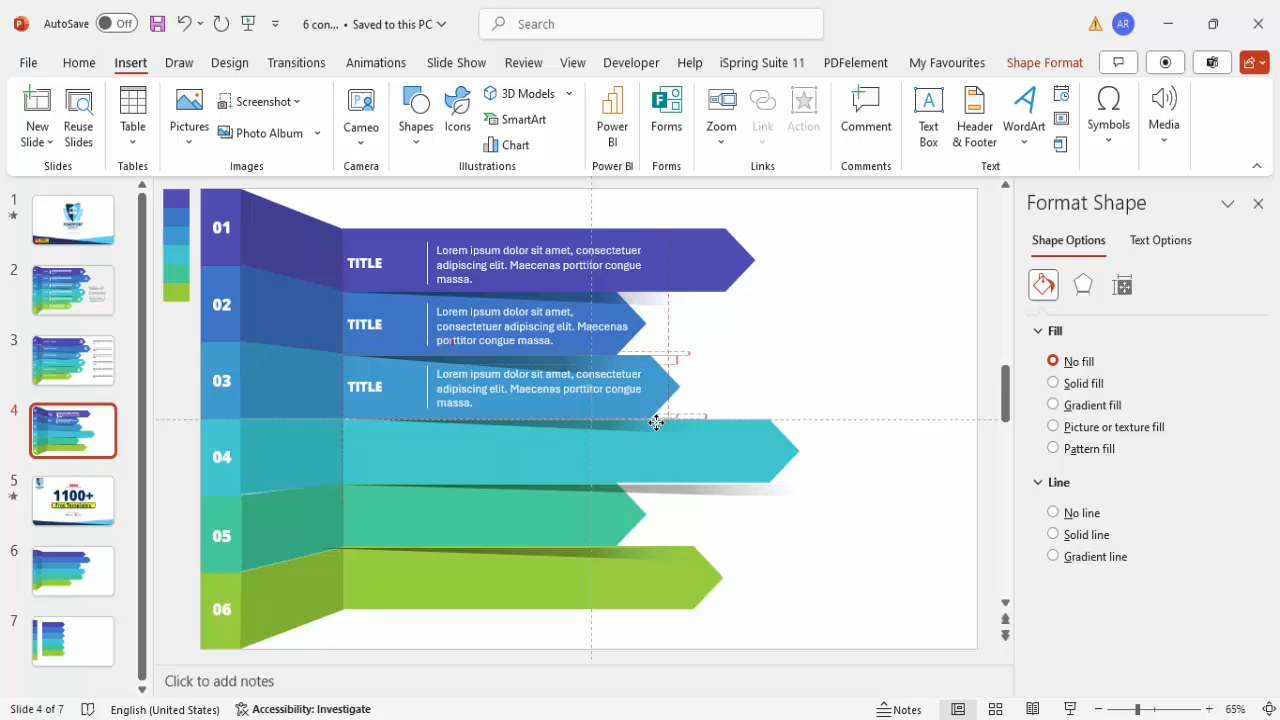 AutoSave Off 6 con... • Saved to this PC Search AR
File Home Insert Draw Design Transitions Animations Slide Show Review View Developer Help iSpring Suite 11 PDFelement My Favourites Shape Format
New Slide Reuse Slides Table Pictures Screenshot Photo Album Cameo Shapes Icons 3D Models SmartArt Chart Power BI Forms Zoom Link Action Comment Text Box Header & Footer WordArt Symbols Media
Slides Tables Images Camera Illustrations Power BI Forms Links Comments Text
1
2
3
4
5
1100+
6
7
01
TITLE
Lorem ipsum dolor sit amet, consectetuer
adipiscing elit. Maecenas porttitor congue
massa.
02
TITLE
Lorem ipsum dolor sit amet,
consectetuer adipiscing elit. Maecenas
porttitor congue massa.
03
TITLE
Lorem ipsum dolor sit amet, consectetuer
adipiscing elit. Maecenas porttitor congue
massa.
04
05
06
Format Shape
Shape Options Text Options
Fill
No fill
Solid fill
Gradient fill
Picture or texture fill
Pattern fill
Line
No line
Solid line
Gradient line
Click to add notes
Slide 4 of 7 English (United States) Accessibility: Investigate Notes 65%